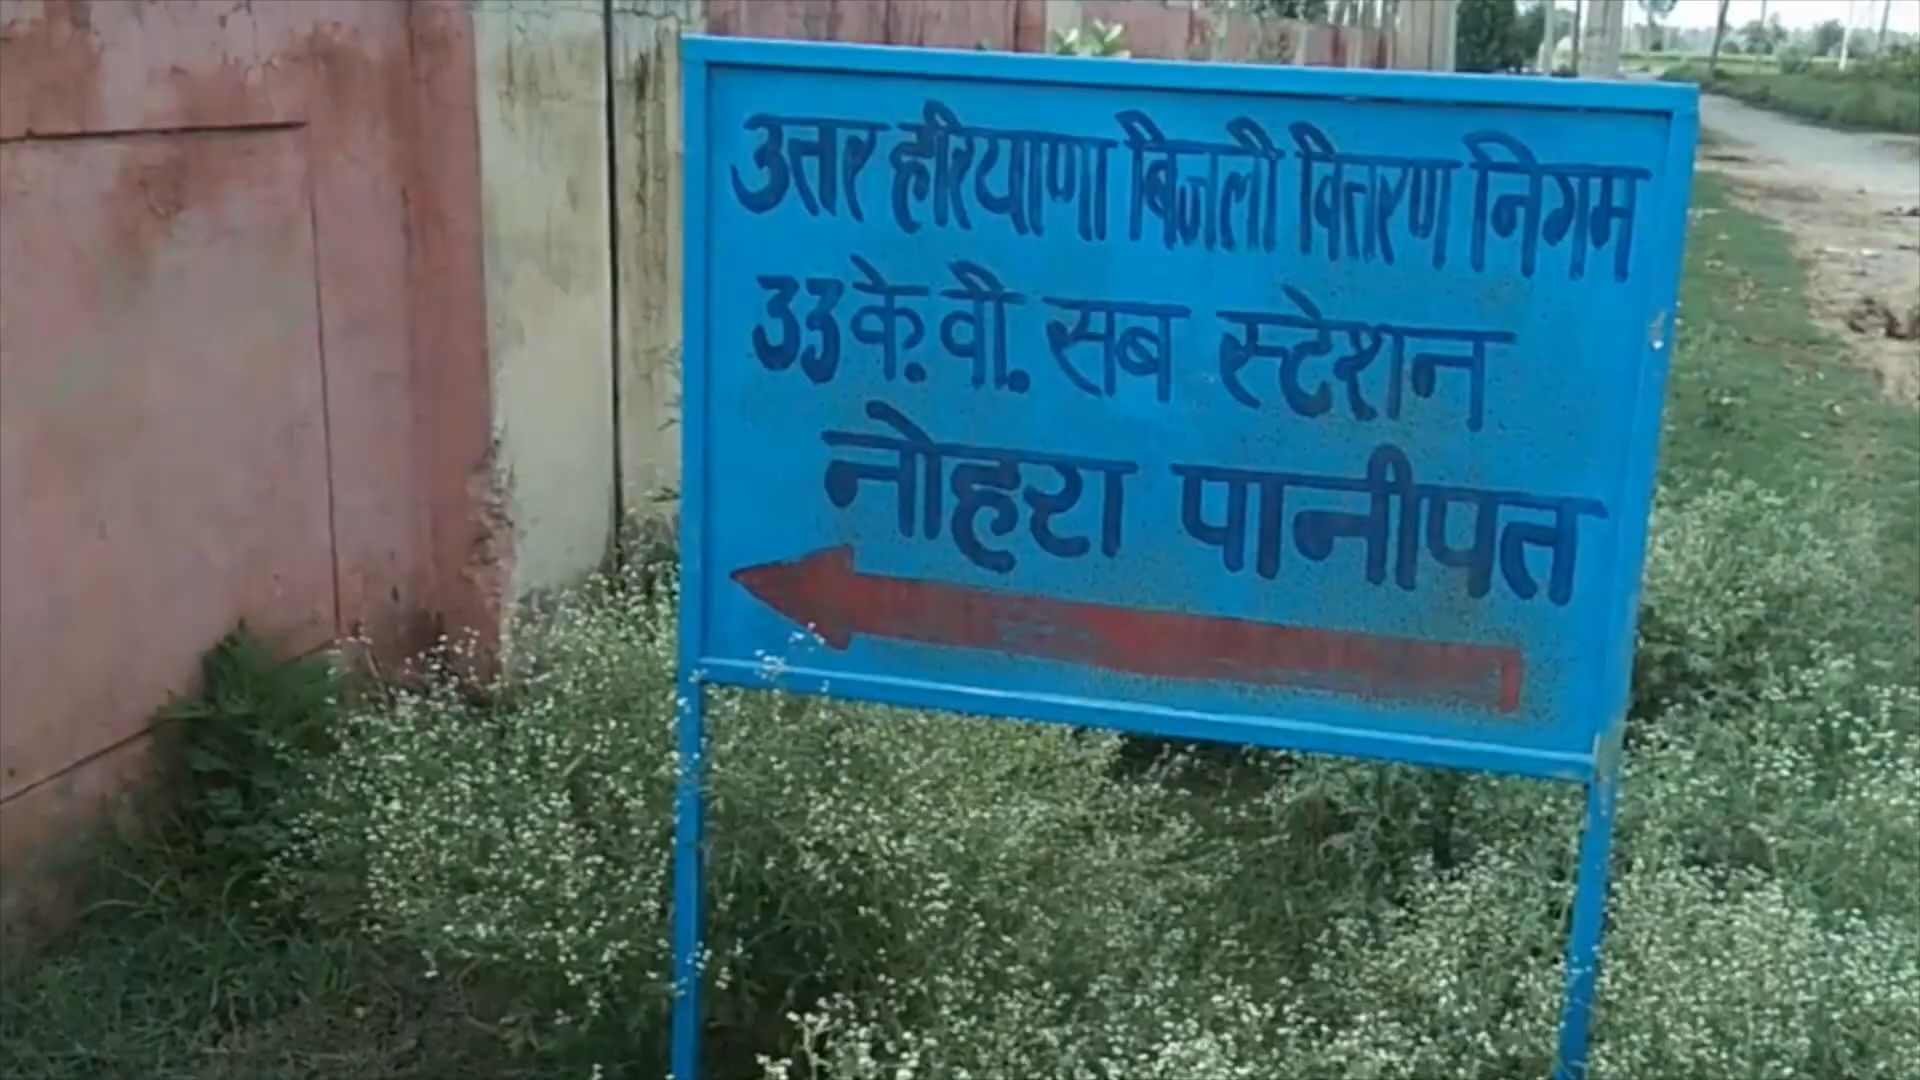 उत्तर हरियाणा बिजली वितरण निगम
33 के. वी. सब स्टेशन
नोहरा पानीपत